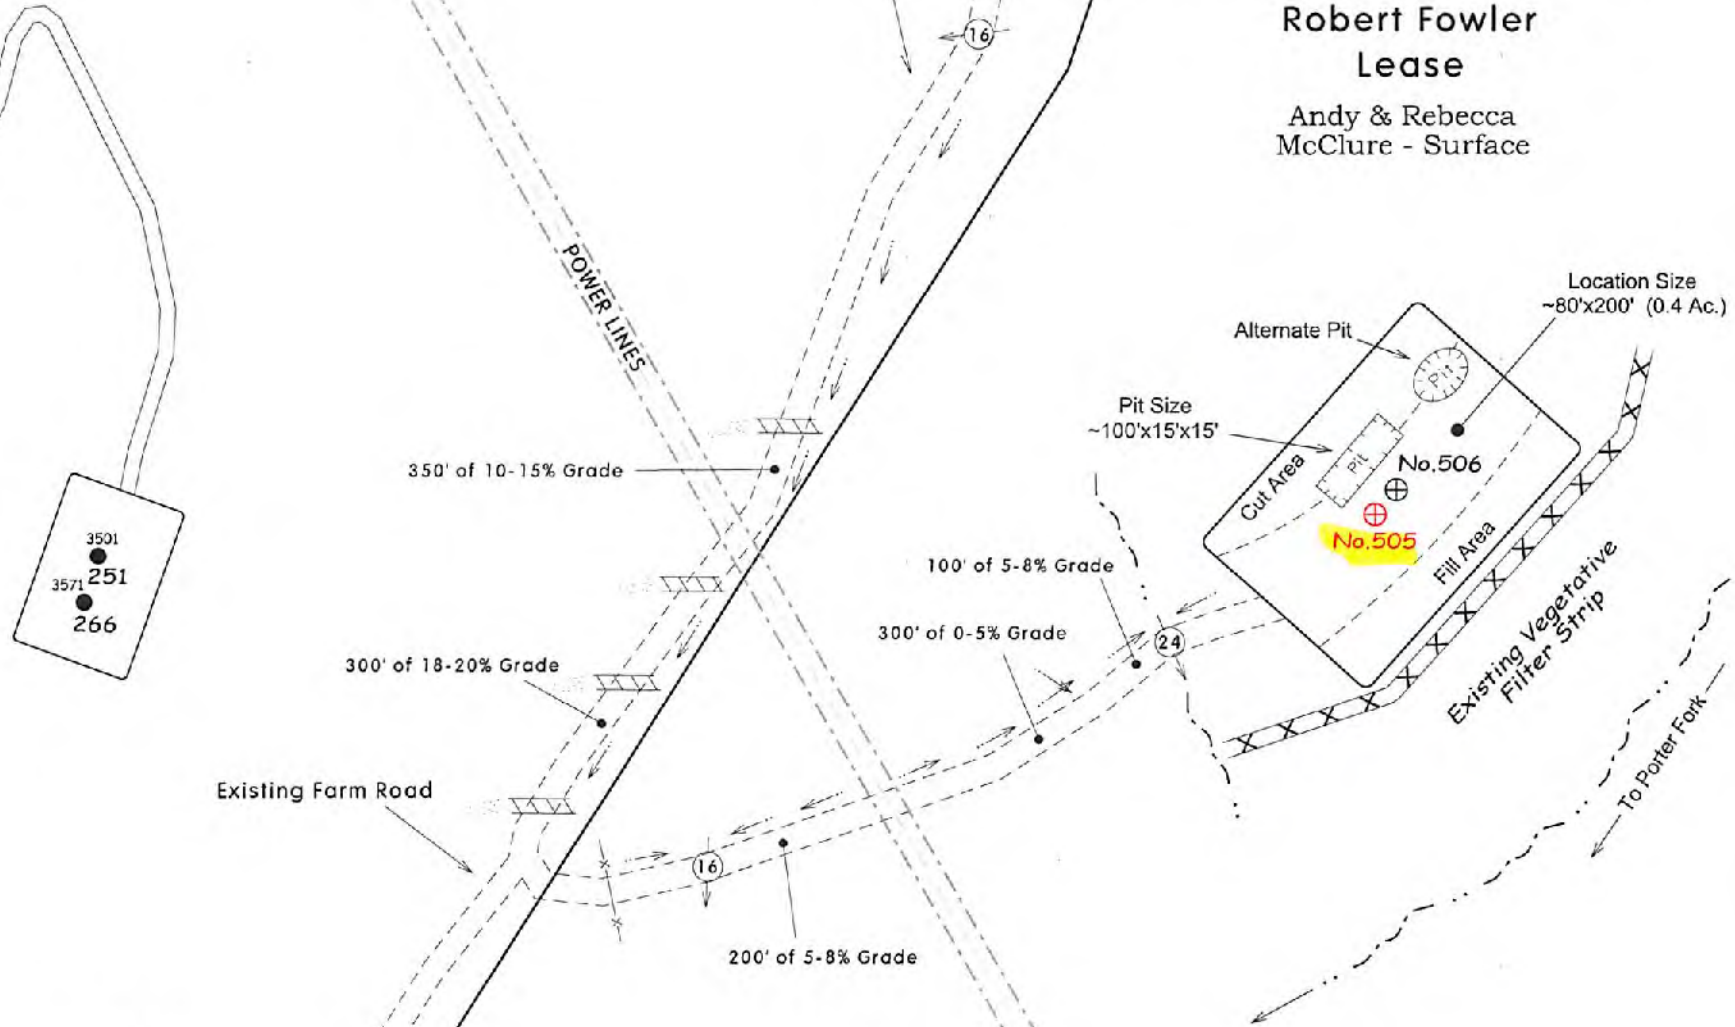 16
Robert Fowler
Lease
Andy & Rebecca
McClure - Surface
POWER LINES
Location Size
~80'x200' (0.4 Ac.)
Alternate Pit
Pit
Pit Size
~100'x15'x15'
Pit
Cut Area
No.506
No.505
Fill Area
350' of 10-15% Grade
3501
251
3571
266
100' of 5-8% Grade
300' of 0-5% Grade
24
300' of 18-20% Grade
Existing Vegetative
Filter Strip
To Porter Fork
Existing Farm Road
16
200' of 5-8% Grade
X X X X X X X X X X X X X
x
x